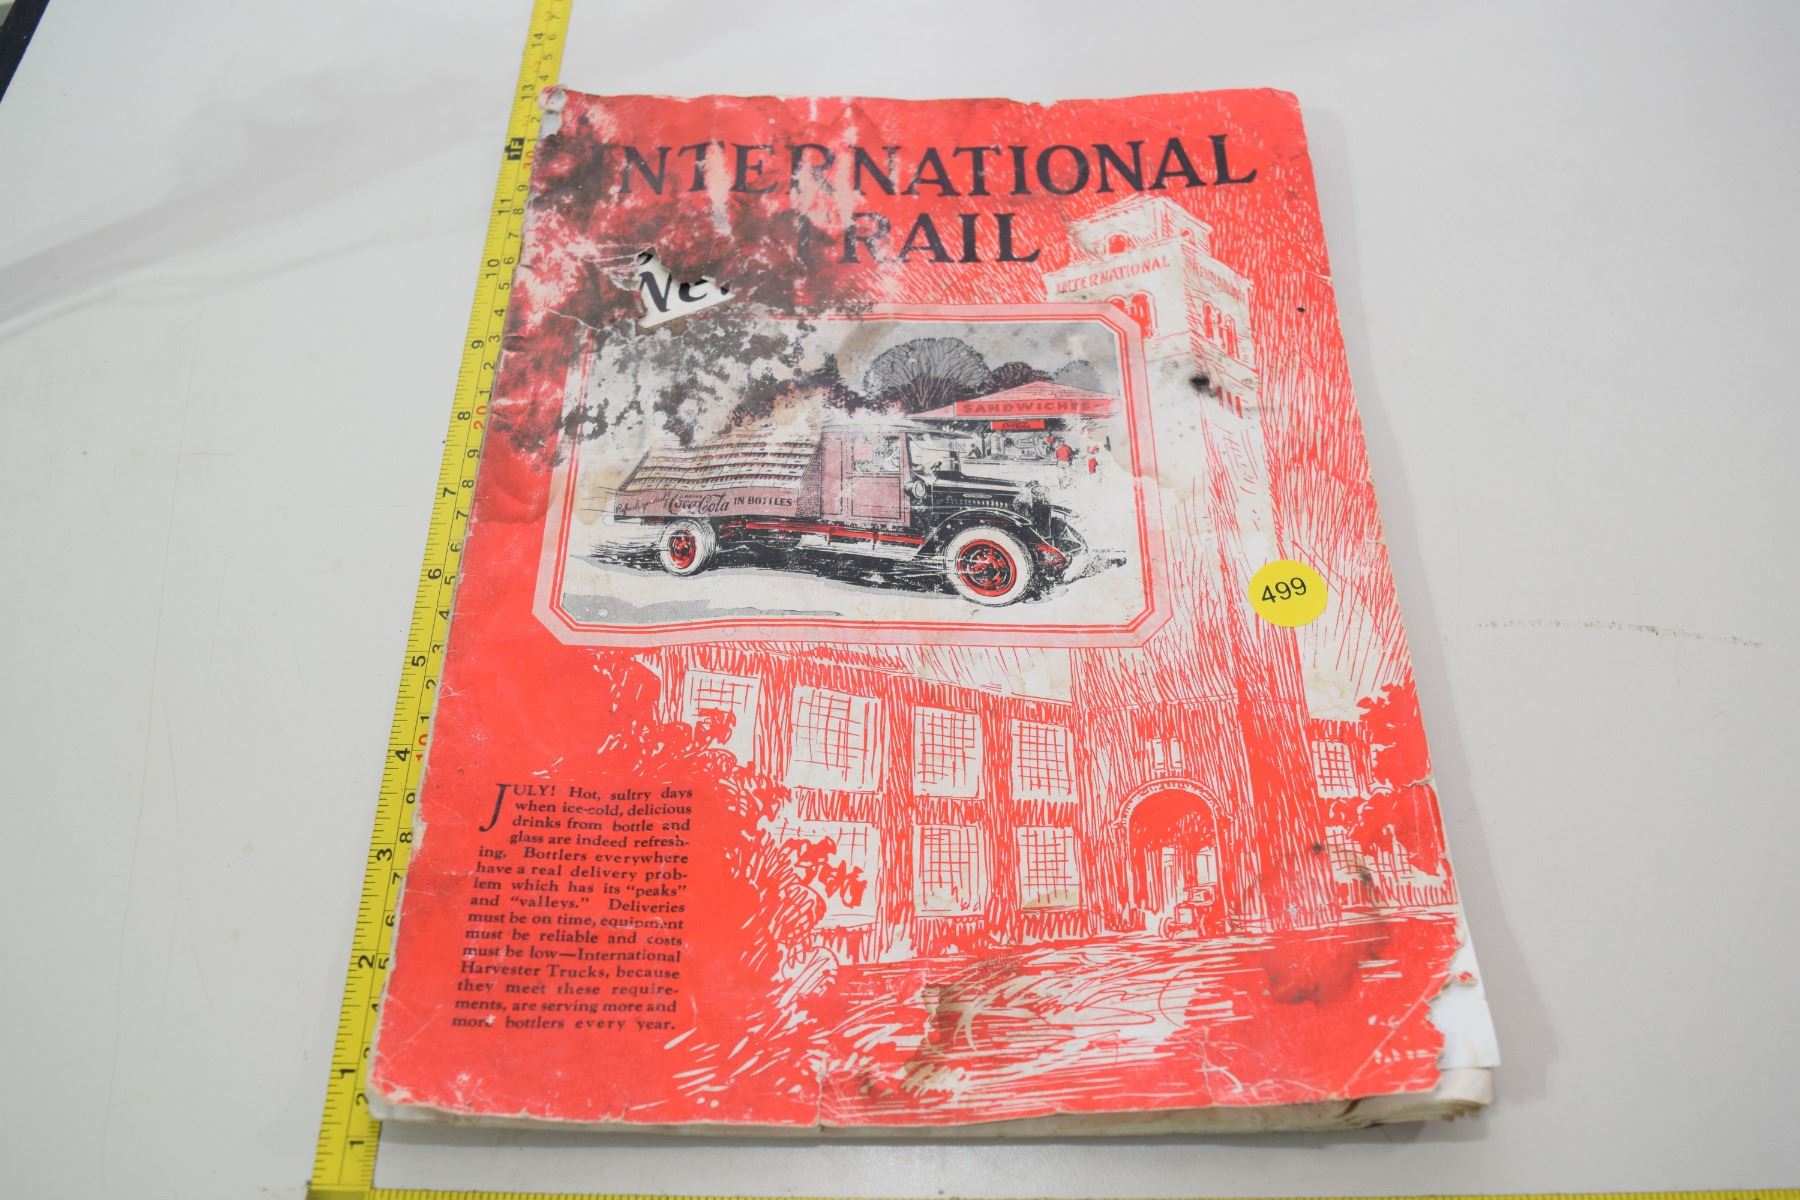 INTERNATIONAL
TRAIL
INTERNATIONAL
SANDWICHES
Coca-Cola IN BOTTLES
499
JULY! Hot, sultry days
when ice-cold, delicious
drinks from bottle and
glass are indeed refresh-
ing. Bottlers everywhere
have a real delivery prob-
lem which has its "peaks"
and "valleys." Deliveries
must be on time, equipment
must be reliable and costs
must be low—International
Harvester Trucks, because
they meet these require-
ments, are serving more and
more bottlers every year.